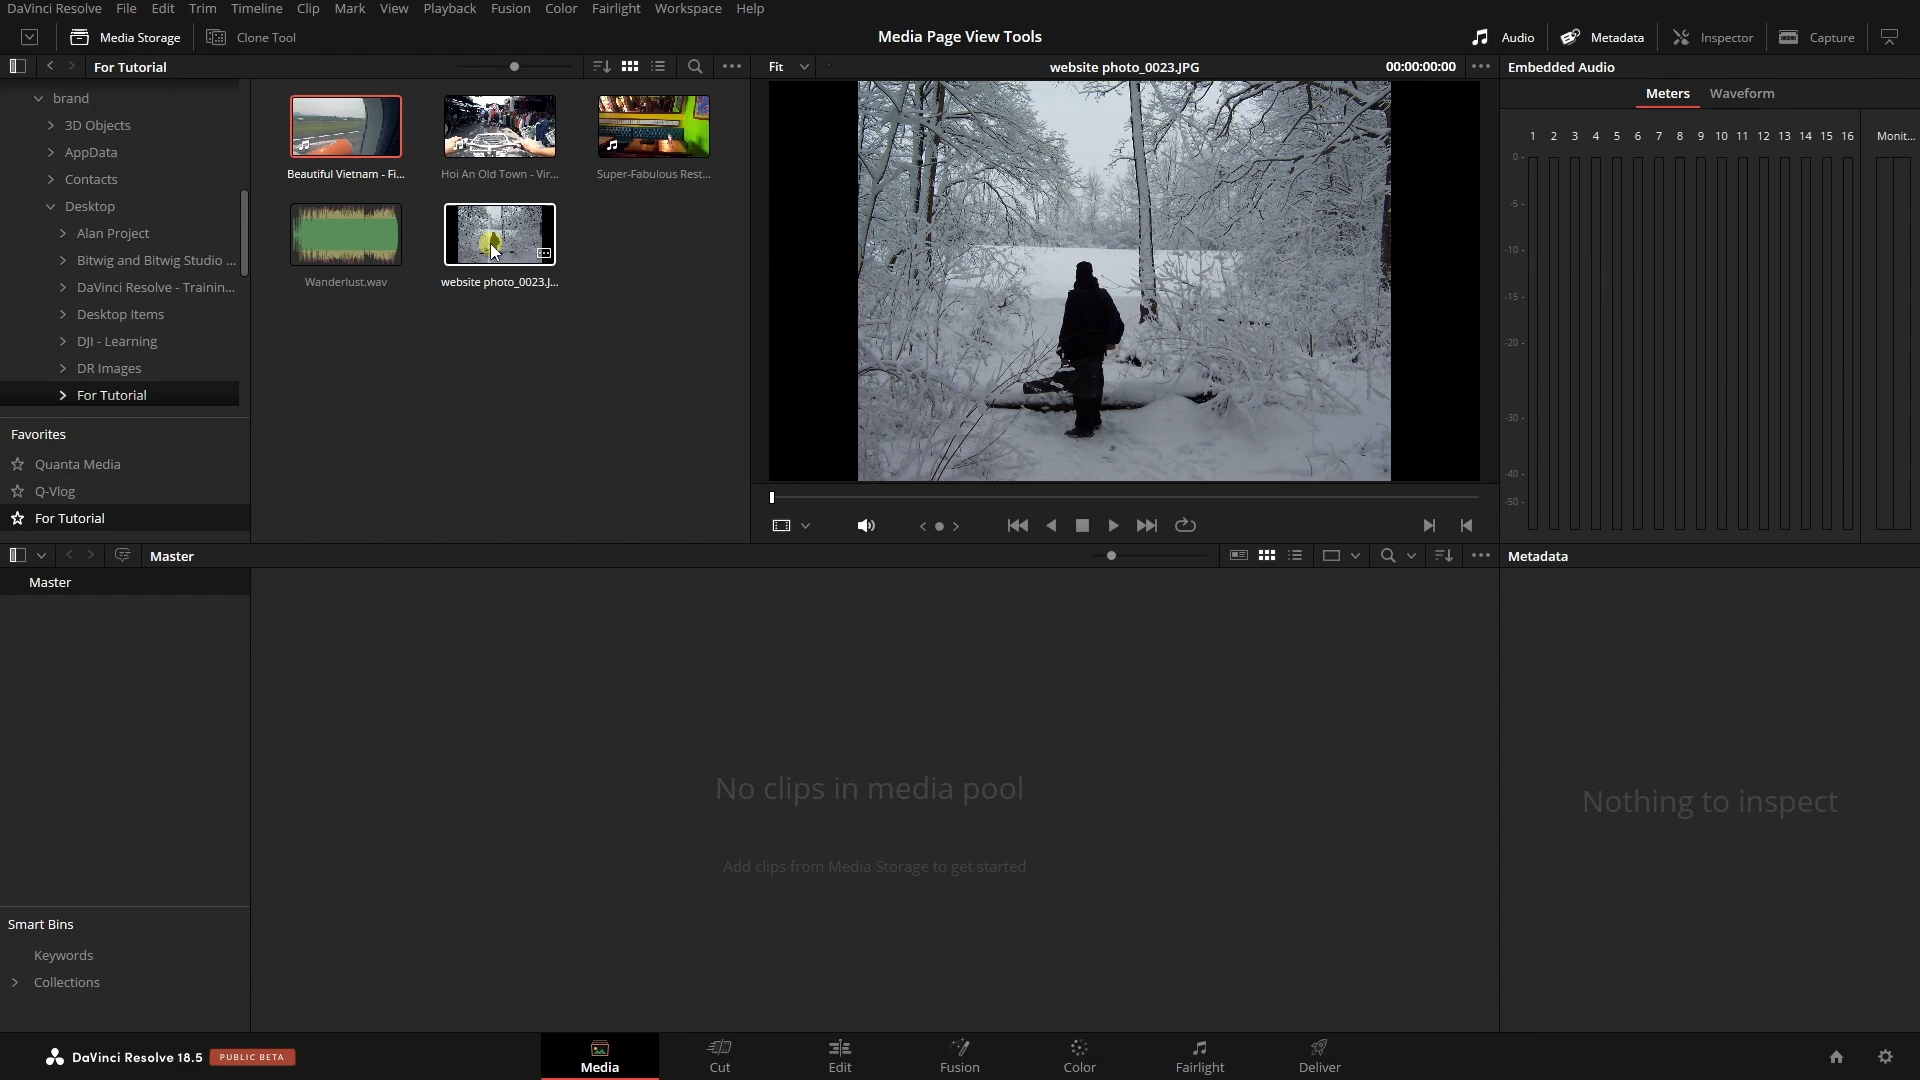 DaVinci Resolve File Edit Trim Timeline Clip Mark View Playback Fusion Color Fairlight Workspace Help
Media Storage Clone Tool Media Page View Tools Audio Metadata Inspector Capture
For Tutorial Fit website photo_0023.JPG 00:00:00:00 Embedded Audio
Meters Waveform
brand
3D Objects
AppData
Contacts
Desktop
Alan Project
Bitwig and Bitwig Studio ...
DaVinci Resolve - Trainin...
Desktop Items
DJI - Learning
DR Images
For Tutorial
Beautiful Vietnam - Fi... Hoi An Old Town - Vir... Super-Fabulous Rest...
Wanderlust.wav website photo_0023.J...
1 2 3 4 5 6 7 8 9 10 11 12 13 14 15 16 Monit...
0
-5
-10
-15
-20
-30
-40
-50
Favorites
Quanta Media
Q-Vlog
For Tutorial
Master Metadata
Master
No clips in media pool
Add clips from Media Storage to get started
Nothing to inspect
Smart Bins
Keywords
Collections
DaVinci Resolve 18.5 PUBLIC BETA
Media Cut Edit Fusion Color Fairlight Deliver